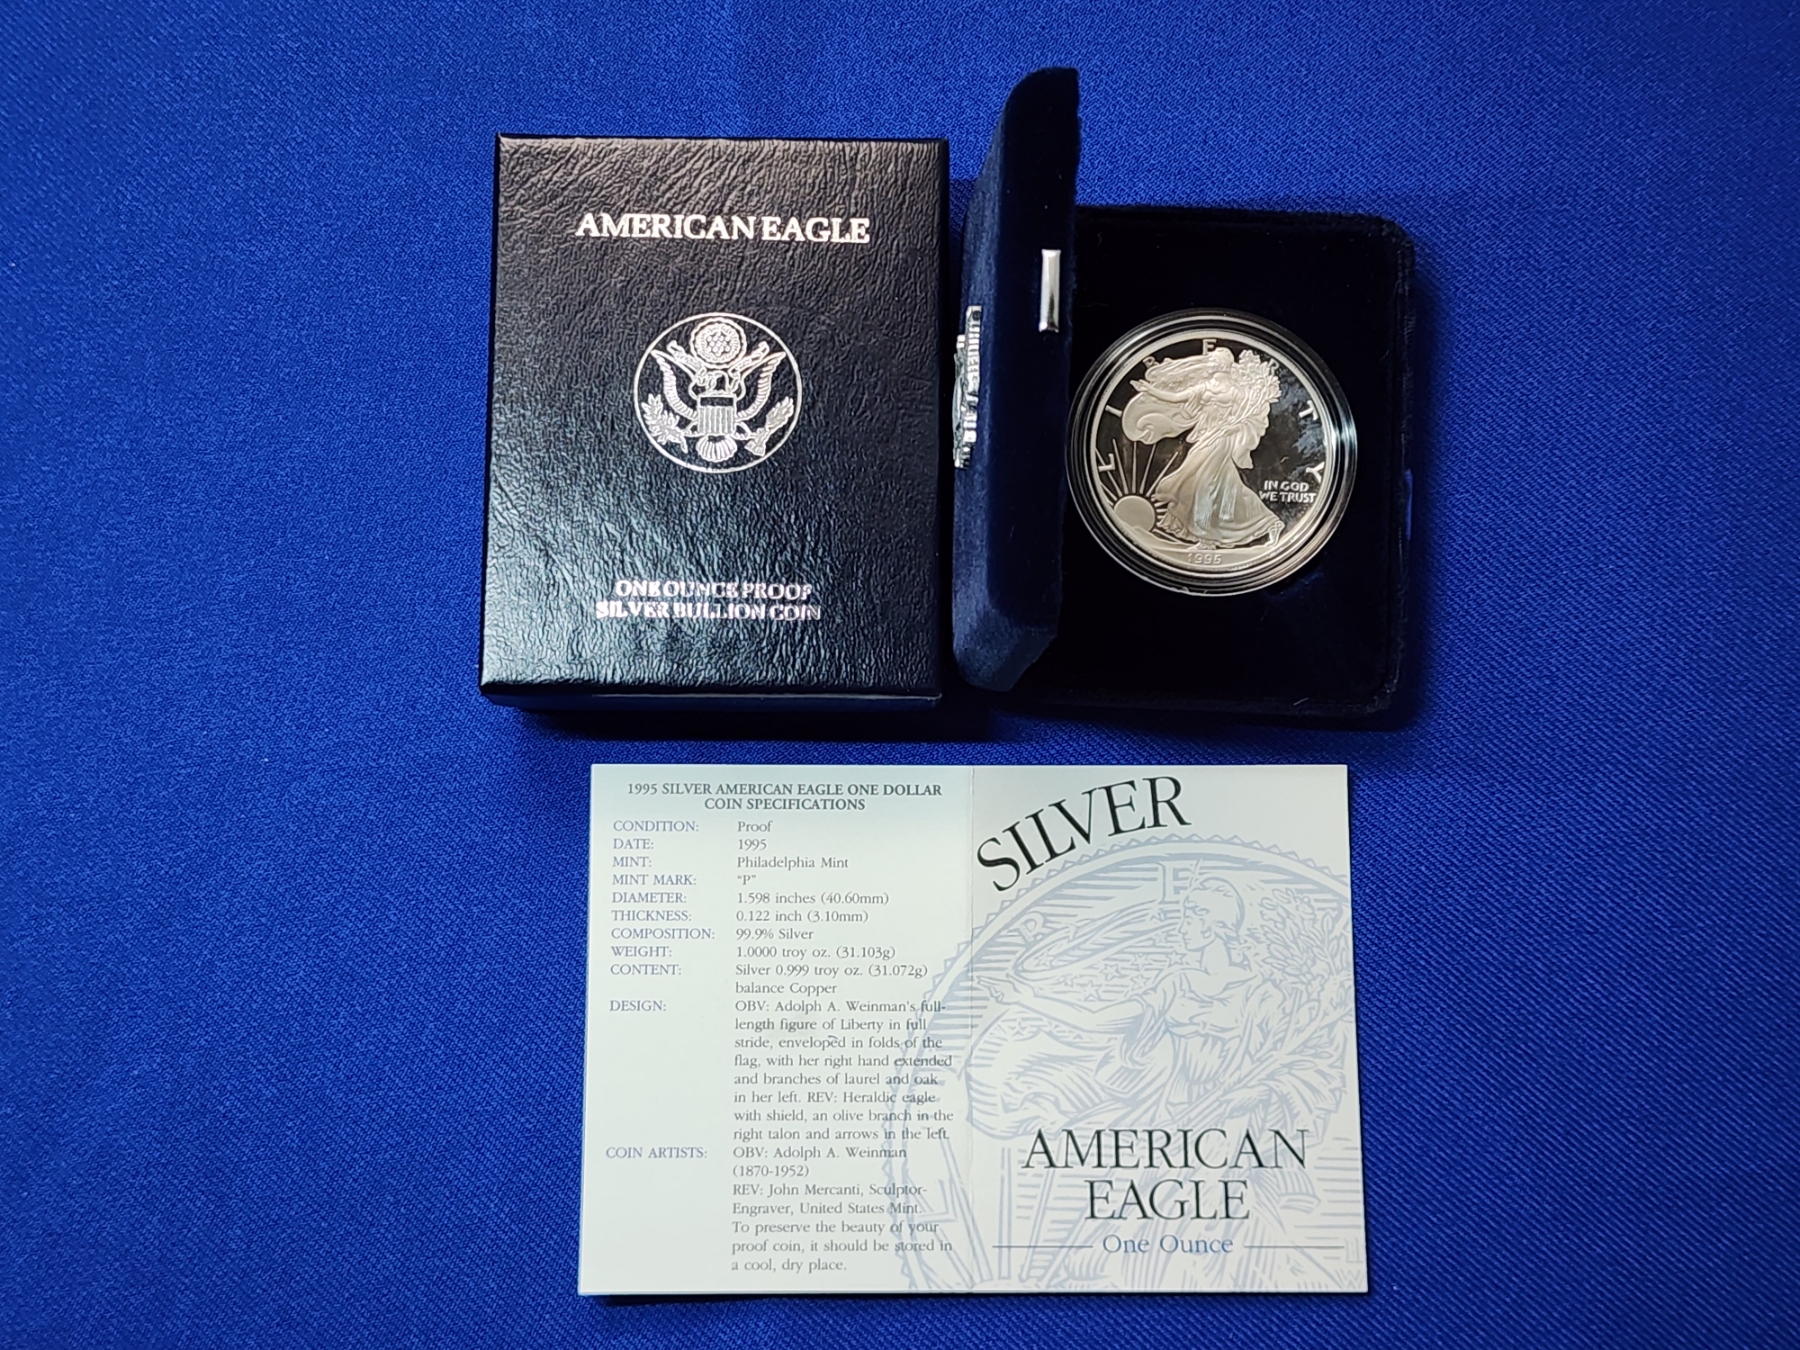 AMERICAN EAGLE
ONE OUNCE PROOF
SILVER BULLION COIN
LIBERTY
IN GOD
WE TRUST
1995
1995 SILVER AMERICAN EAGLE ONE DOLLAR
COIN SPECIFICATIONS
CONDITION: Proof
DATE: 1995
MINT: Philadelphia Mint
MINT MARK: "P"
DIAMETER: 1.598 inches (40.60mm)
THICKNESS: 0.122 inch (3.10mm)
COMPOSITION: 99.9% Silver
WEIGHT: 1.0000 troy oz. (31.103g)
CONTENT: Silver 0.999 troy oz. (31.072g)
balance Copper
DESIGN: OBV: Adolph A. Weinman's full-
length figure of Liberty in full
stride, enveloped in folds of the
flag, with her right hand extended
and branches of laurel and oak
in her left. REV: Heraldic eagle
with shield, an olive branch in the
right talon and arrows in the left.
COIN ARTISTS: OBV: Adolph A. Weinman
(1870-1952)
REV: John Mercanti, Sculptor-
Engraver, United States Mint.
To preserve the beauty of your
proof coin, it should be stored in
a cool, dry place.
SILVER
AMERICAN
EAGLE
One Ounce